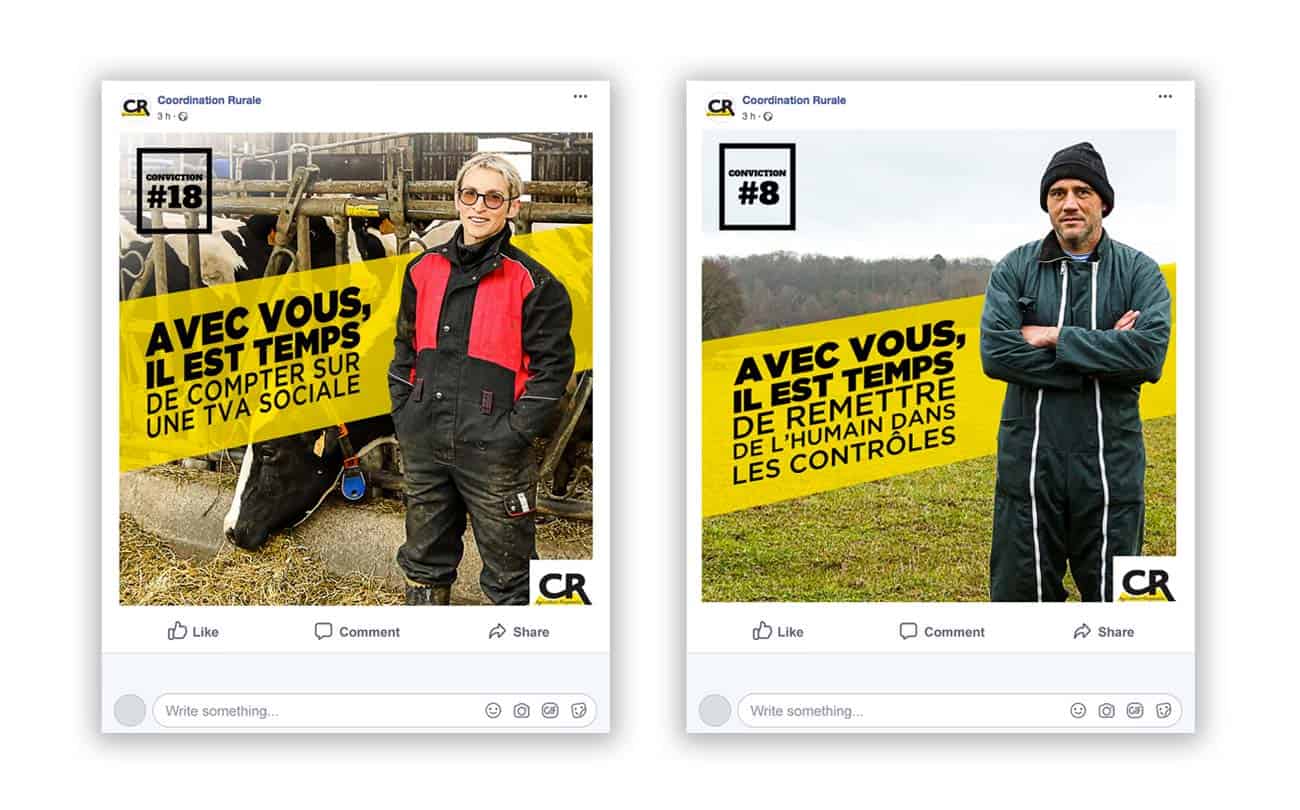 CR
Coordination Rurale
3 h ·
CONVICTION
#18
AVEC VOUS,
IL EST TEMPS
DE COMPTER SUR
UNE TVA SOCIALE
CR
Like
Comment
Share
Write something...
GIF
CR
Coordination Rurale
3 h ·
CONVICTION
#8
AVEC VOUS,
IL EST TEMPS
DE REMETTRE
DE L'HUMAIN DANS
LES CONTRÔLES
CR
Like
Comment
Share
Write something...
GIF